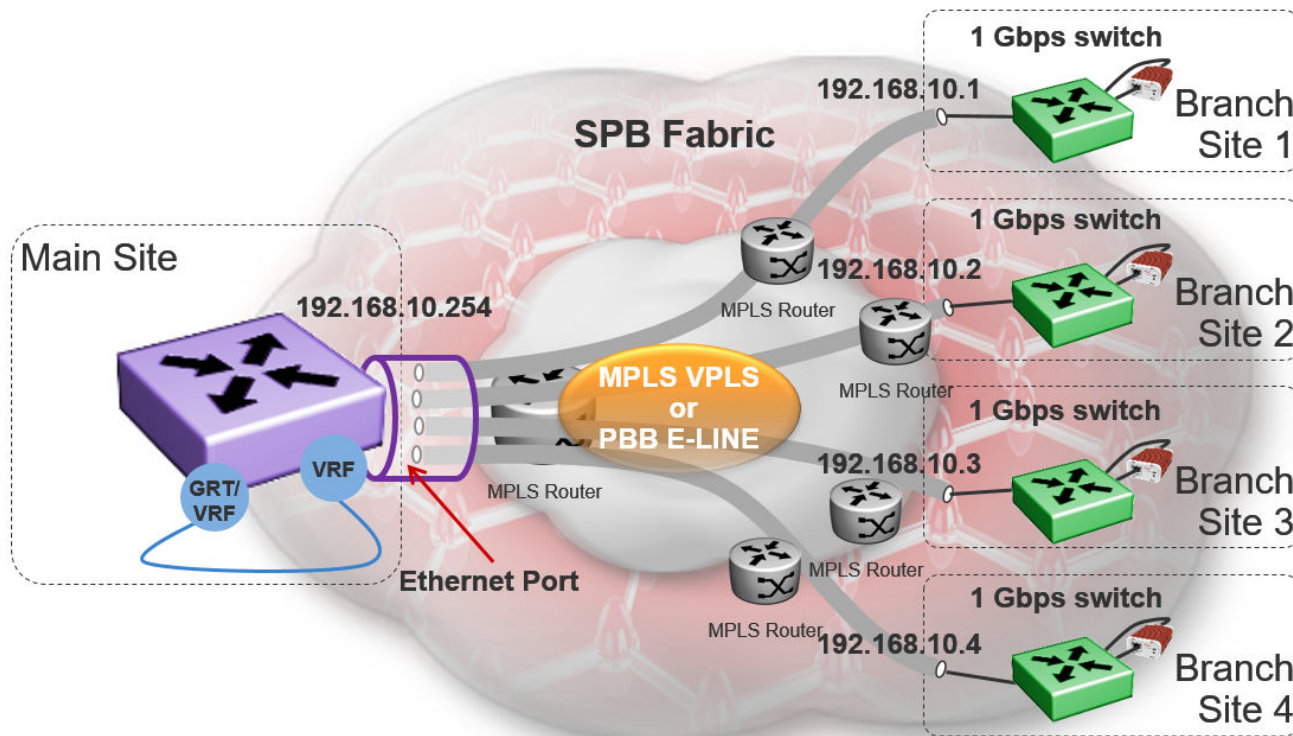 1 Gbps switch
192.168.10.1
Branch
Site 1
SPB Fabric
1 Gbps switch
192.168.10.2
Branch
Site 2
MPLS Router
MPLS Router
Main Site
192.168.10.254
MPLS VPLS
or
PBB E-LINE
MPLS Router
VRF
GRT/
VRF
Ethernet Port
1 Gbps switch
192.168.10.3
Branch
Site 3
MPLS Router
MPLS Router
1 Gbps switch
192.168.10.4
Branch
Site 4